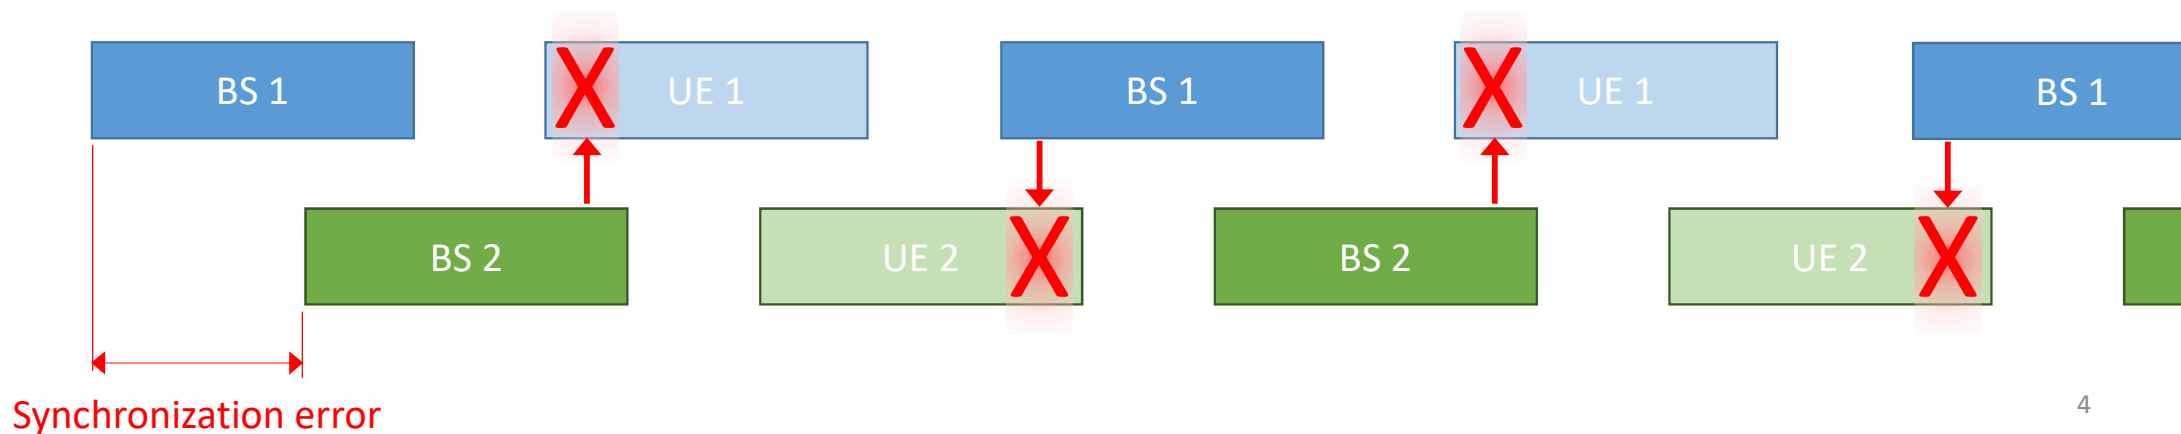 BS 1
X
UE 1
BS 1
X
UE 1
BS 1
BS 2
UE 2
X
BS 2
UE 2
X
Synchronization error
4